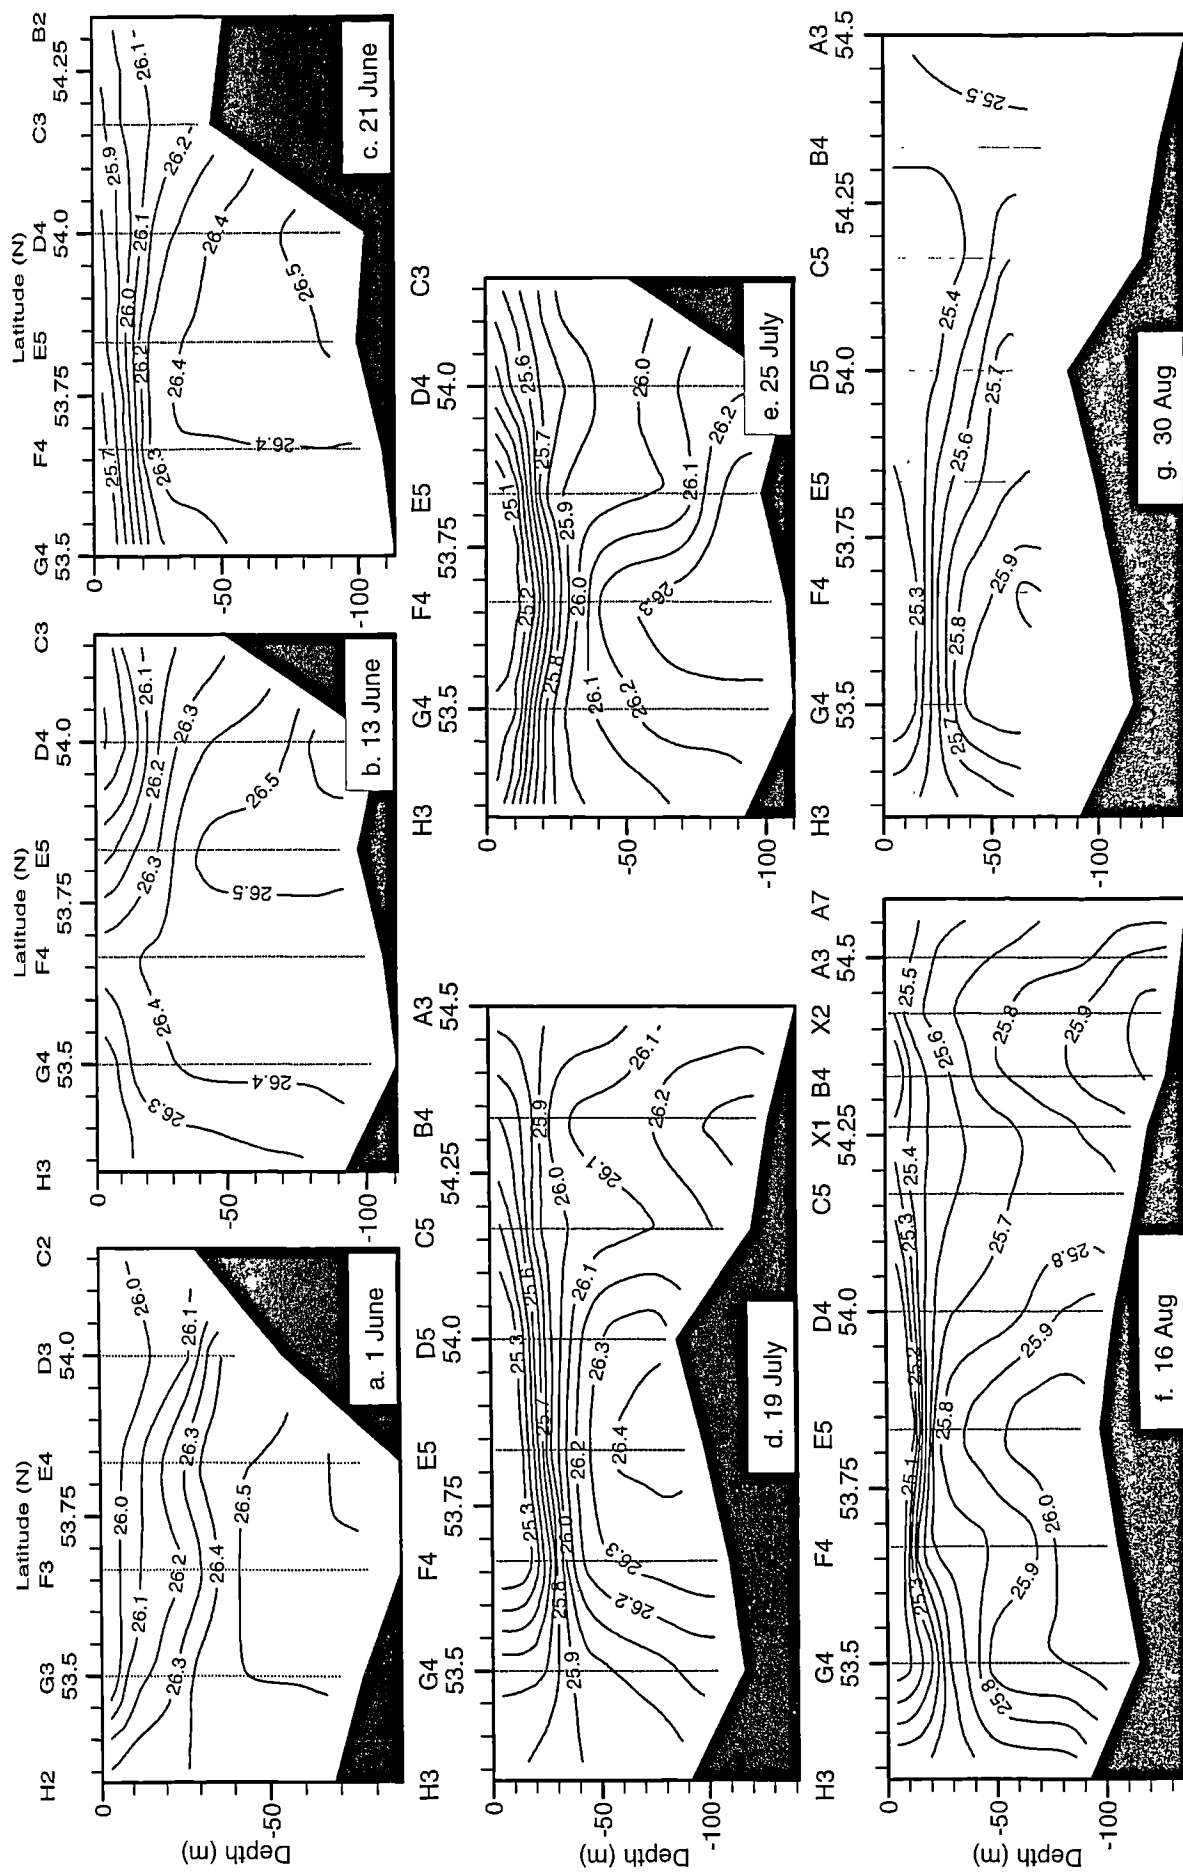 Latitude (N)
H2 G3 F3 E4 D3 C2
53.5 53.75 54.0
Depth (m)
0
-50
26.0 26.0
26.1 26.1
26.2
26.3 26.3
26.4
26.5
a. 1 June
Latitude (N)
H3 G4 F4 E5 D4 C3
53.5 53.75 54.0
0
-50
-100
26.1
26.2
26.3 26.3 26.3
26.4 26.4
26.5 26.5
b. 13 June
Latitude (N)
G4 F4 E5 D4 C3 B2
53.5 53.75 54.0 54.25
0
-50
-100
25.7 25.9
26.0 26.1 26.1
26.2 26.2
26.3
26.4 26.4 26.4
26.5
c. 21 June
H3 G4 F4 E5 D5 C5 B4 A3
53.5 53.75 54.0 54.25 54.5
Depth (m)
0
-50
-100
25.3 25.3
25.6
25.7
25.8
25.9 25.9
26.0 26.0
26.1 26.1 26.1
26.2 26.2 26.2
26.3 26.3
26.4
d. 19 July
H3 G4 F4 E5 D4 C3
53.5 53.75 54.0
0
-50
-100
25.1
25.2
25.6
25.7
25.8
25.9
26.0 26.0
26.1 26.1
26.2 26.2
26.3
e. 25 July
H3 G4 F4 E5 D4 C5 X1 B4 X2 A3 A7
53.5 53.75 54.0 54.25 54.5
Depth (m)
0
-50
-100
25.1
25.2
25.3 25.3
25.4
25.5
25.6
25.7
25.8 25.8 25.8 25.8
25.9 25.9 25.9
26.0
f. 16 Aug
H3 G4 F4 E5 D5 C5 B4 A3
53.5 53.75 54.0 54.25 54.5
0
-50
-100
25.3
25.4
25.5
25.6
25.7 25.7
25.8
25.9
g. 30 Aug